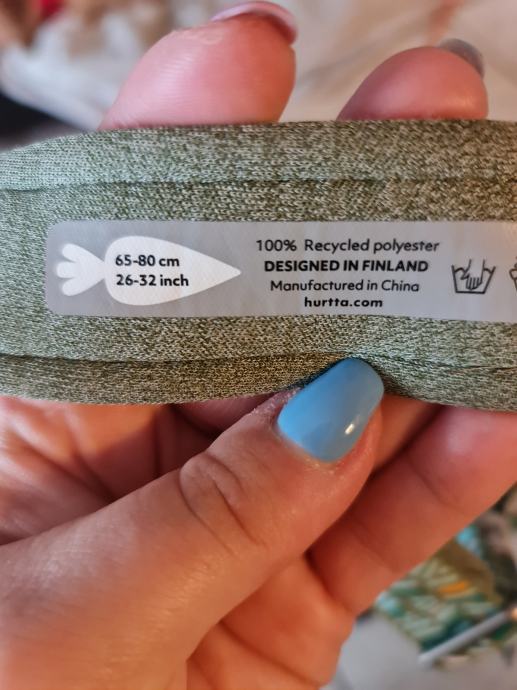 65-80 cm
26-32 inch
100% Recycled polyester
DESIGNED IN FINLAND
Manufactured in China
hurtta.com